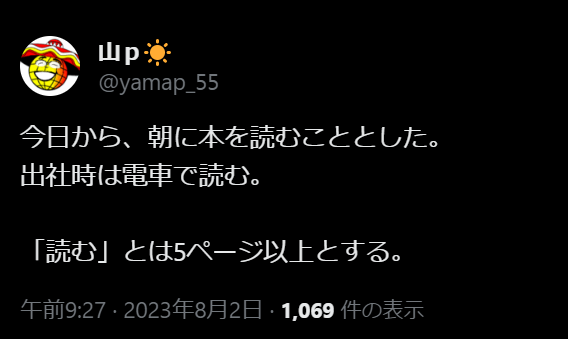 山p☀️
@yamap_55
今日から、朝に本を読むこととした。
出社時は電車で読む。
「読む」とは5ページ以上とする。
午前9:27 · 2023年8月2日 · 1,069 件の表示